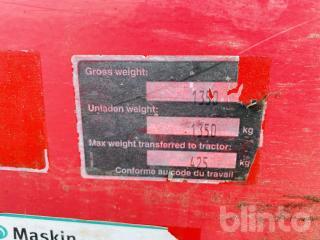 Gross weight:
1390
Unladen weight:
1350 kg
Max weight transferred to tractor:
425 kg
Conforme au code du travail
Maskin
blinto